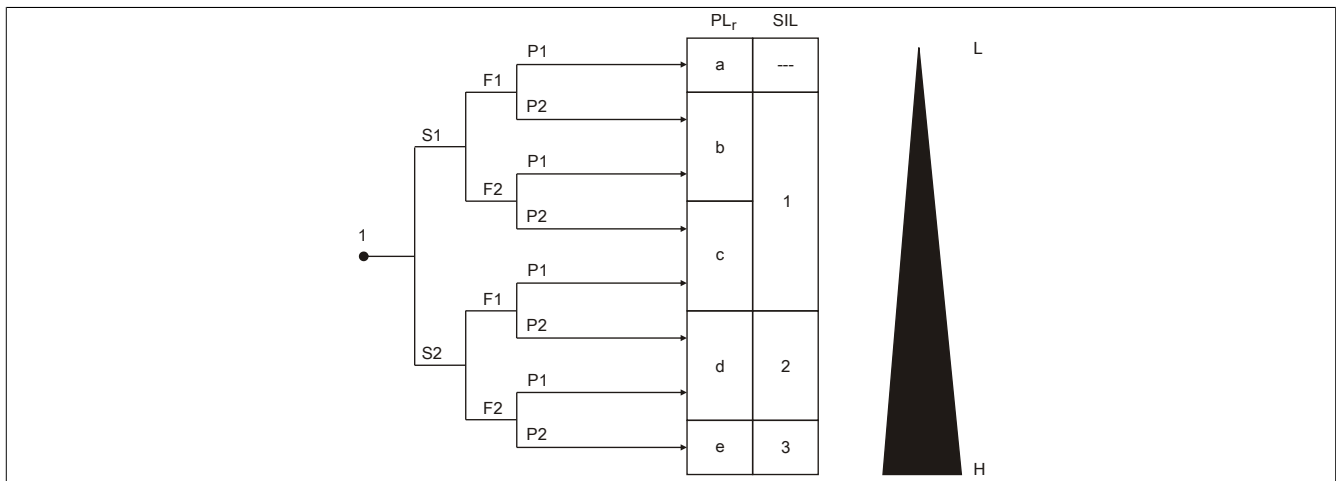 PLr SIL
P1 a --- L
F1
P2
S1 b
P1
F2 1
P2
1 c
P1
F1
P2
S2 d 2
P1
F2
P2 e 3
H